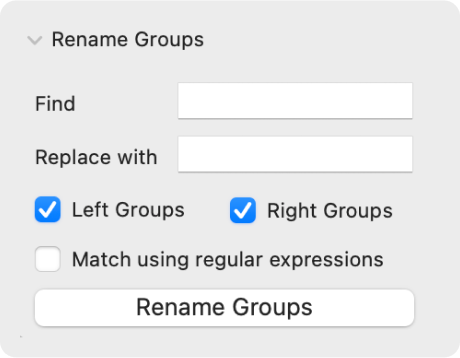 Rename Groups
Find
Replace with
Left Groups Right Groups
Match using regular expressions
Rename Groups